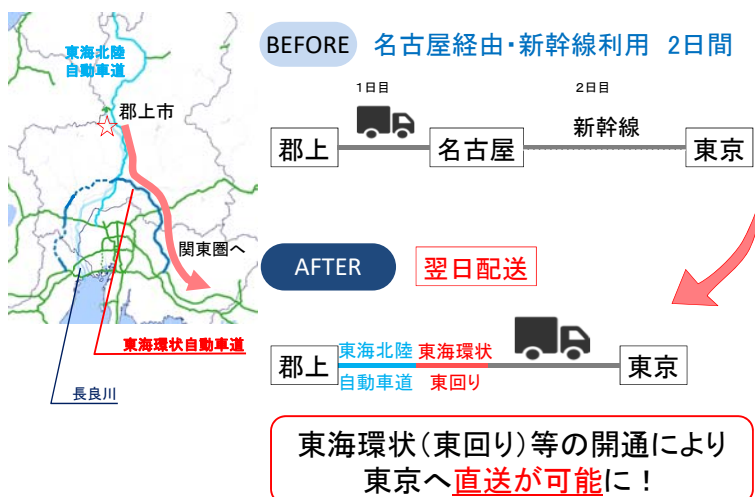 東海北陸
自動車道
郡上市
関東圏へ
東海環状自動車道
長良川
BEFORE 名古屋経由・新幹線利用 2日間
1日目
2日目
新幹線
郡上
名古屋
東京
AFTER
翌日配送
郡上
東海北陸
自動車道
東海環状
東回り
東京
東海環状(東回り)等の開通により
東京へ直送が可能に!